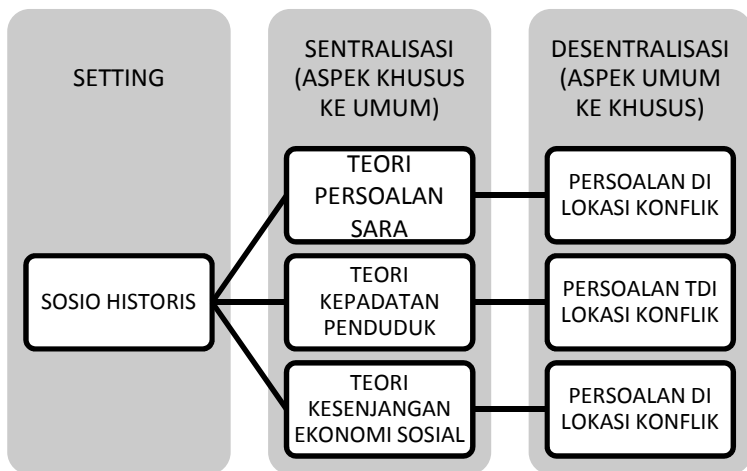 SETTING
SENTRALISASI
(ASPEK KHUSUS
KE UMUM)
DESENTRALISASI
(ASPEK UMUM
KE KHUSUS)
SOSIO HISTORIS
TEORI
PERSOALAN
SARA
PERSOALAN DI
LOKASI KONFLIK
TEORI
KEPADATAN
PENDUDUK
PERSOALAN TDI
LOKASI KONFLIK
TEORI
KESENJANGAN
EKONOMI SOSIAL
PERSOALAN DI
LOKASI KONFLIK